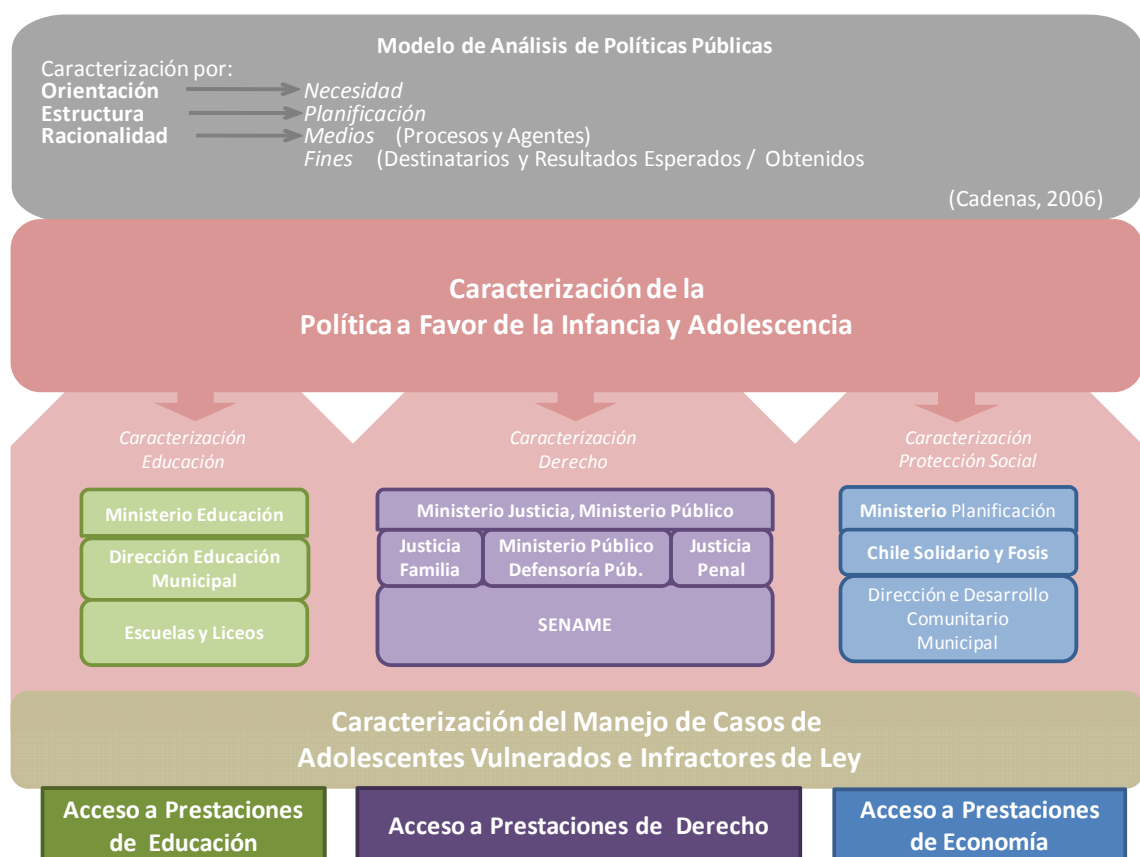 Modelo de Análisis de Políticas Públicas
Caracterización por:
Orientación Necesidad
Estructura Planificación
Racionalidad Medios (Procesos y Agentes)
Fines (Destinatarios y Resultados Esperados / Obtenidos
(Cadenas, 2006)
Caracterización de la
Política a Favor de la Infancia y Adolescencia
Caracterización
Educación
Ministerio Educación
Dirección Educación
Municipal
Escuelas y Liceos
Caracterización
Derecho
Ministerio Justicia, Ministerio Público
Justicia
Familia
Ministerio Público
Defensoría Púb.
Justicia
Penal
SENAME
Caracterización
Protección Social
Ministerio Planificación
Chile Solidario y Fosis
Dirección e Desarrollo
Comunitario
Municipal
Caracterización del Manejo de Casos de
Adolescentes Vulnerados e Infractores de Ley
Acceso a Prestaciones
de Educación
Acceso a Prestaciones de Derecho
Acceso a Prestaciones
de Economía